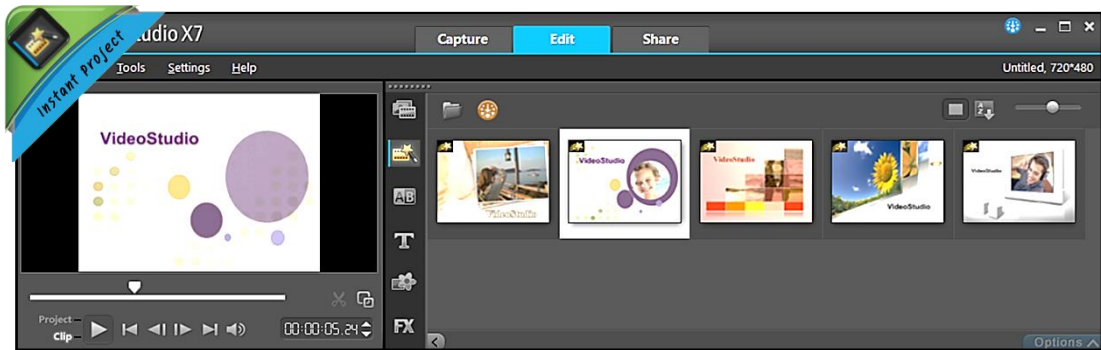 Instant project
udio X7
Capture
Edit
Share
Tools
Settings
Help
Untitled, 720*480
VideoStudio
VideoStudio
VideoStudio
VideoStudio
VideoStudio
VideoStudio
AB
T
FX
Project
Clip
00:00:05.24
Options